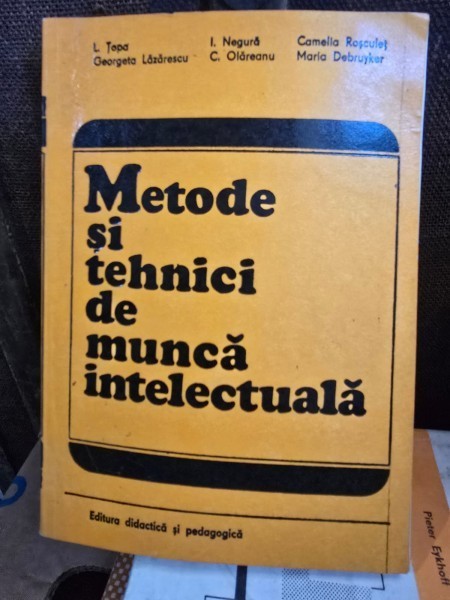 L. Țopa I. Negură Camelia Roșculeț
Georgeta Lăzărescu C. Olăreanu Maria Debruyker
Metode
și
tehnici
de
muncă
intelectuală
Editura didactică și pedagogică
Pieter Eykhoff